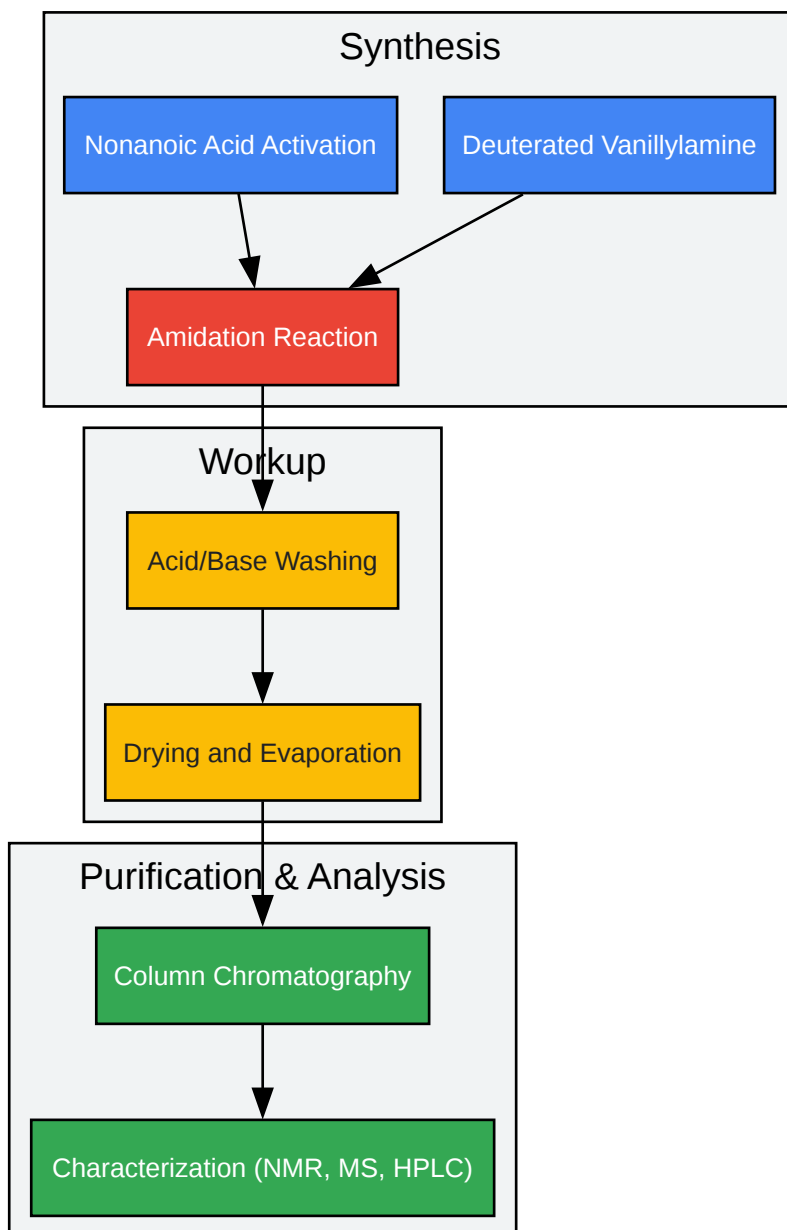 Synthesis
Nonanoic Acid Activation
Deuterated Vanillylamine
Amidation Reaction
Workup
Acid/Base Washing
Drying and Evaporation
Purification & Analysis
Column Chromatography
Characterization (NMR, MS, HPLC)